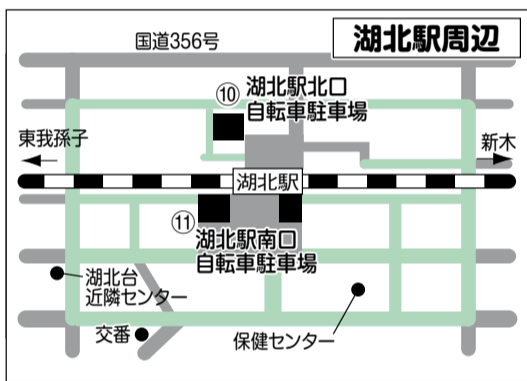 国道356号
湖北駅周辺
⑩
湖北駅北口
自転車駐車場
東我孫子
新木
湖北駅
⑪
湖北駅南口
自転車駐車場
湖北台
近隣センター
交番
保健センター